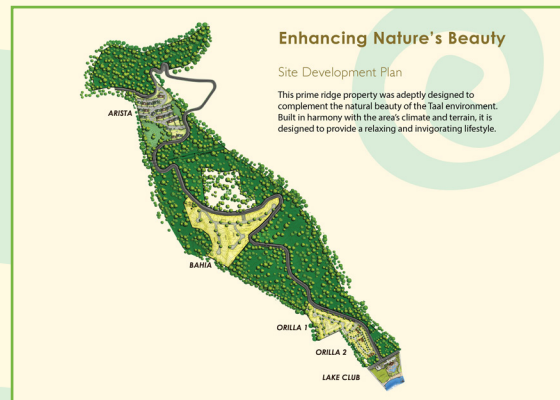 Enhancing Nature's Beauty
Site Development Plan
This prime ridge property was adeptly designed to
complement the natural beauty of the Taal environment.
Built in harmony with the area's climate and terrain, it is
designed to provide a relaxing and invigorating lifestyle.
ARISTA
BAHIA
ORILLA 1
ORILLA 2
LAKE CLUB